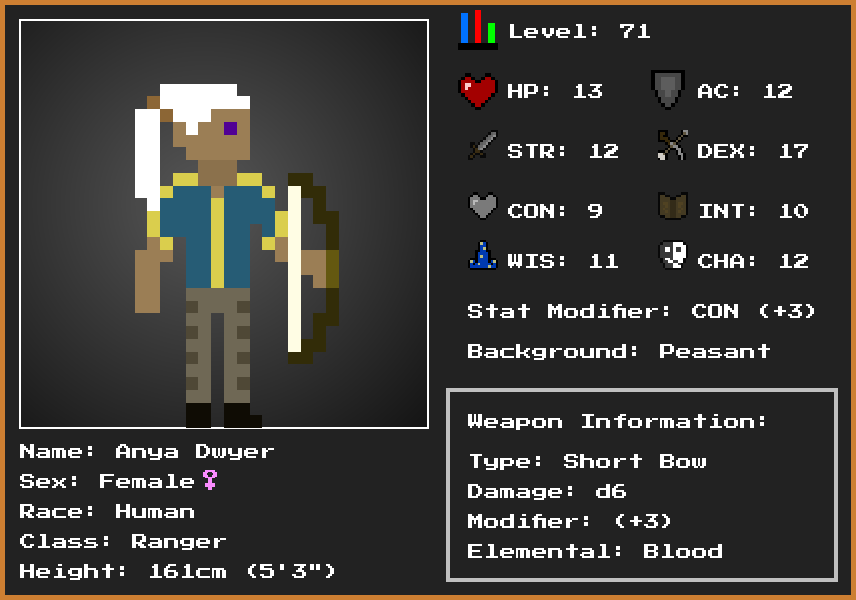 Level: 71
HP: 13
AC: 12
STR: 12
DEX: 17
CON: 9
INT: 10
WIS: 11
CHA: 12
Stat Modifier: CON (+3)
Background: Peasant
Weapon Information:
Type: Short Bow
Damage: d6
Modifier: (+3)
Elemental: Blood
Name: Anya Dwyer
Sex: Female♀
Race: Human
Class: Ranger
Height: 161cm (5'3")